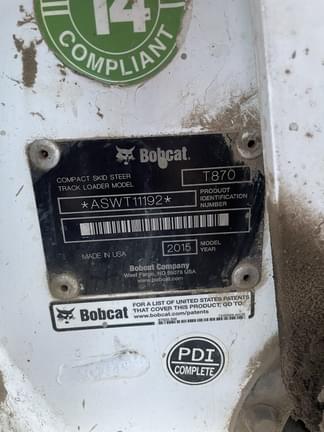 14
COMPLIANT
Bobcat
COMPACT SKID STEER
TRACK LOADER MODEL
T870
*ASWT11192*
PRODUCT
IDENTIFICATION
NUMBER
MADE IN USA
2015
MODEL
YEAR
Bobcat Company
West Fargo, ND 58078 USA
www.bobcat.com
Bobcat
FOR A LIST OF UNITED STATES PATENTS
THAT COVER THIS PRODUCT, GO TO:
www.bobcat.com/patents
PDI
COMPLETE